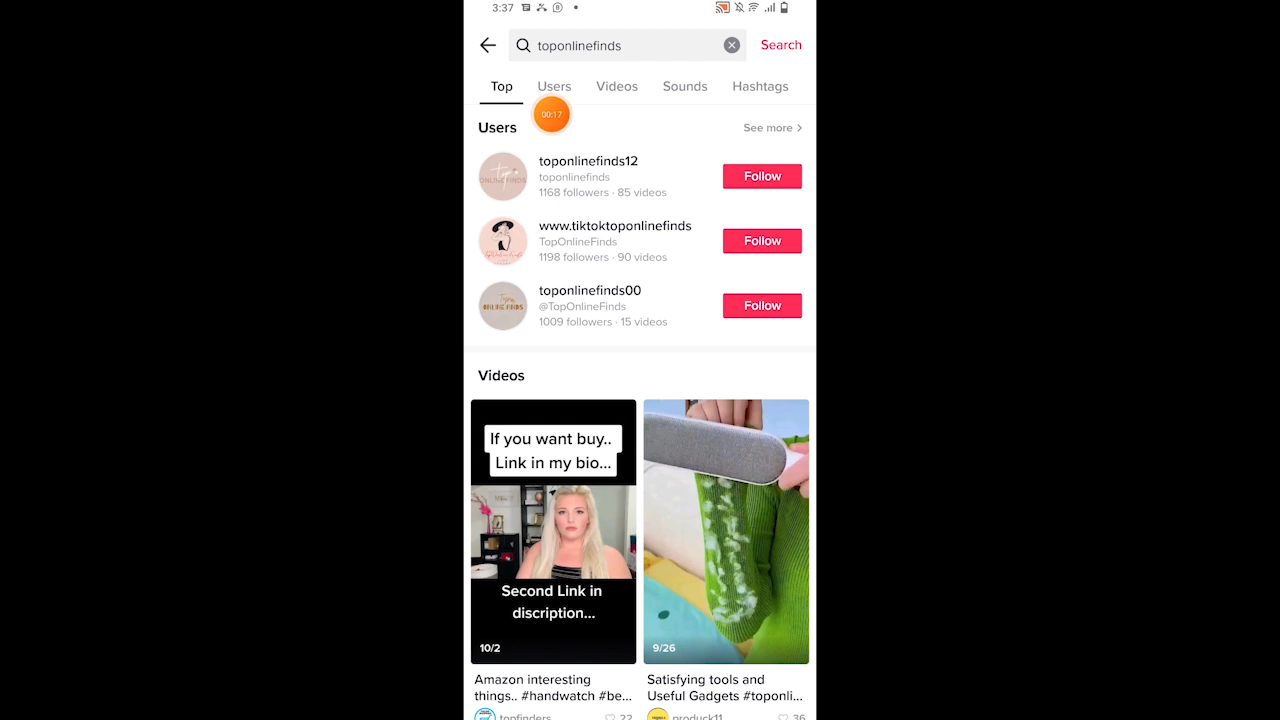 3:37
toponlinefinds
Search
Top Users Videos Sounds Hashtags
00:17
Users
See more >
toponlinefinds12
toponlinefinds
1168 followers · 85 videos
Follow
www.tiktoktoponlinefinds
TopOnlineFinds
1198 followers · 90 videos
Follow
toponlinefinds00
@TopOnlineFinds
1009 followers · 15 videos
Follow
Videos
If you want buy..
Link in my bio...
Second Link in
discription...
10/2
9/26
Amazon interesting
things.. #handwatch #be...
topfinders 22
Satisfying tools and
Useful Gadgets #toponli...
produck11 36